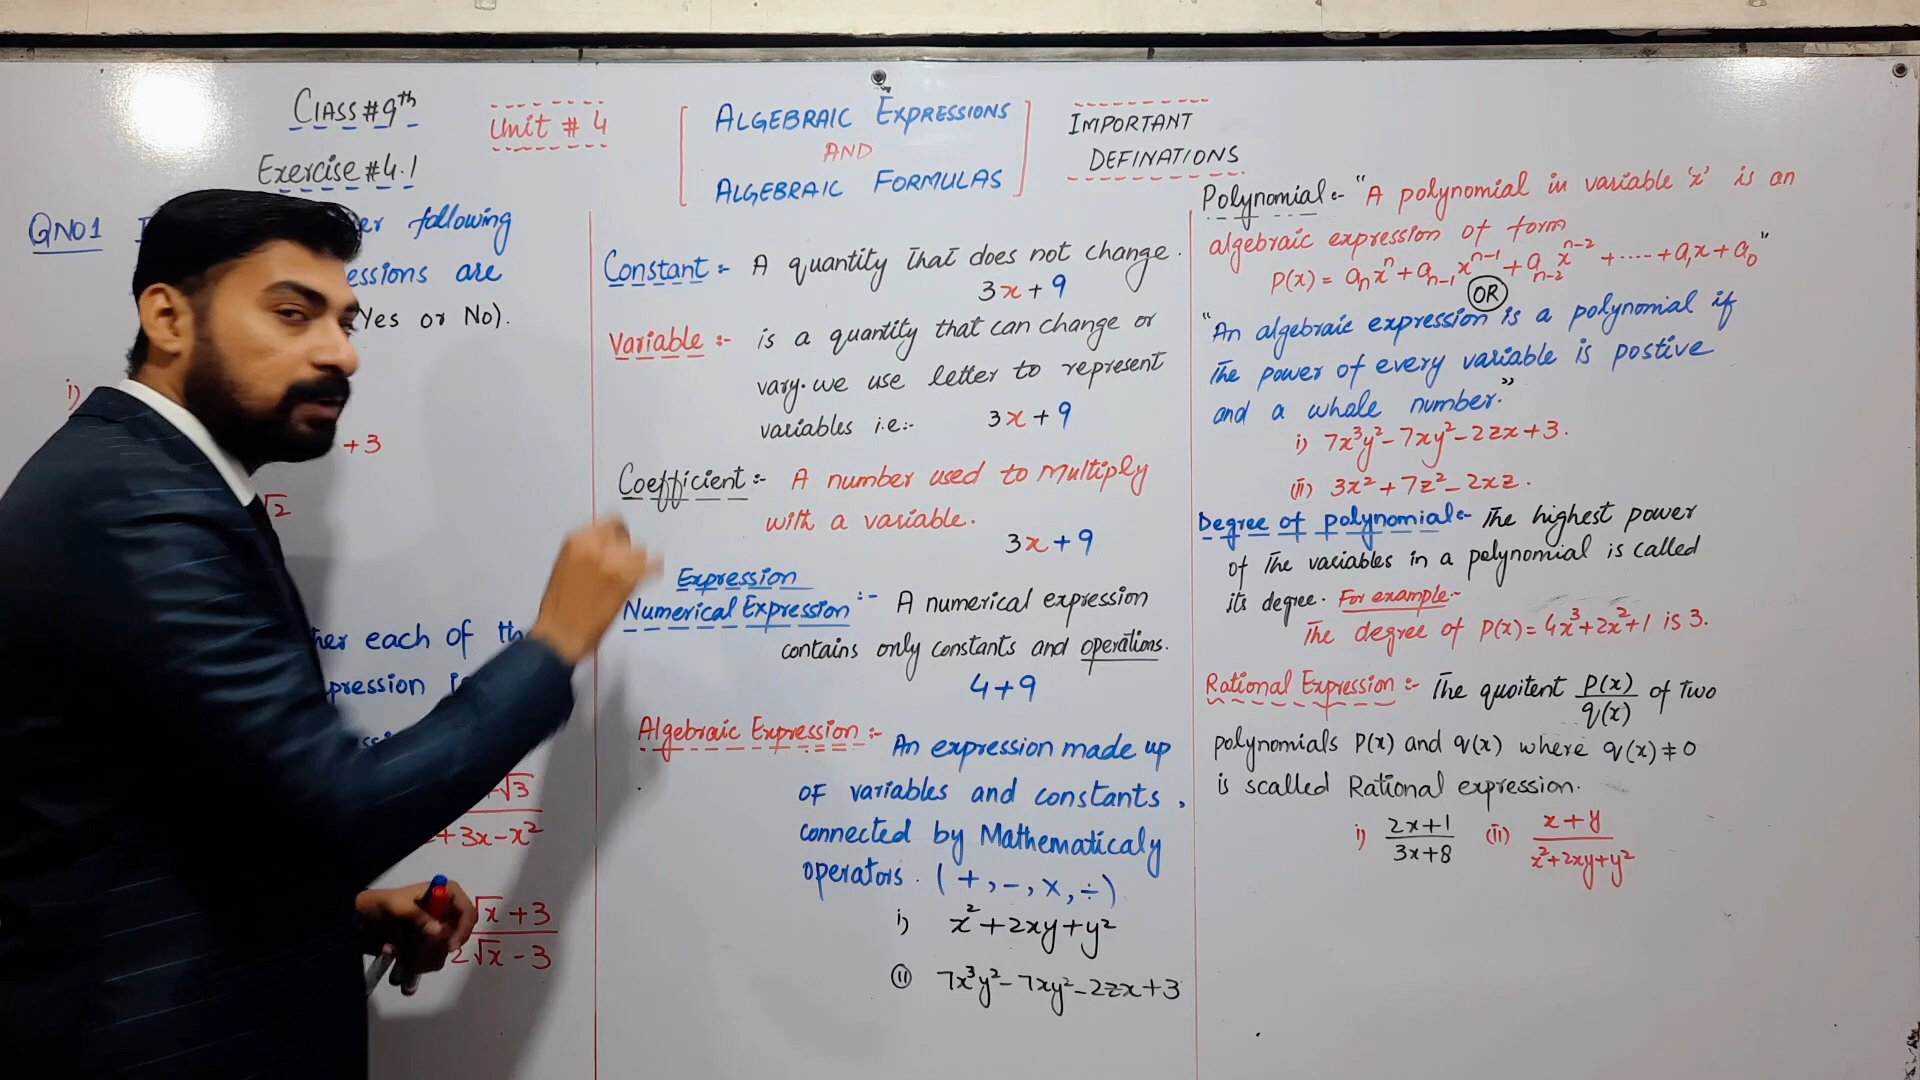 Class#9th
Exercise#4.1
Unit # 4
ALGEBRAIC EXPRESSIONS
AND
ALGEBRAIC FORMULAS
IMPORTANT
DEFINATIONS
QNO1
following
are
Yes or No).
i)
+3
√2
each of
√3
+3x-x²
√x+3
2√x-3
Constant:- A quantity that does not change.
3x+9
Variable:- is a quantity that can change or
vary. we use letter to represent
variables i.e:- 3x+9
Coefficient:- A number used to Multiply
with a variable.
3x+9
Expression
Numerical Expression:- A numerical expression
contains only constants and operations.
4+9
Algebraic Expression:-
An expression made up
of variables and constants,
connected by Mathematicaly
operators. (+,-,×,÷)
i) x²+2xy+y²
(ii) 7x³y²-7xy²-2zx+3
Polynomial:- "A polynomial in variable 'x' is an
algebraic expression of form
P(x) = aₙxⁿ+aₙ₋₁xⁿ⁻¹+aₙ₋₂xⁿ⁻²+.....+a₁x+a₀"
OR
"An algebraic expression is a polynomial if
the power of every variable is postive
and a whole number."
i) 7x³y²-7xy²-2zx+3.
(ii) 3x²+7z²-2xz.
Degree of polynomial:- The highest power
of the variables in a polynomial is called
its degree. For example:-
The degree of P(x)=4x³+2x²+1 is 3.
Rational Expression:- The quoitent P(x)/q(x) of two
polynomials P(x) and q(x) where q(x)≠0
is scalled Rational expression.
i) 2x+1/3x+8 (ii) x+y/x²+2xy+y²